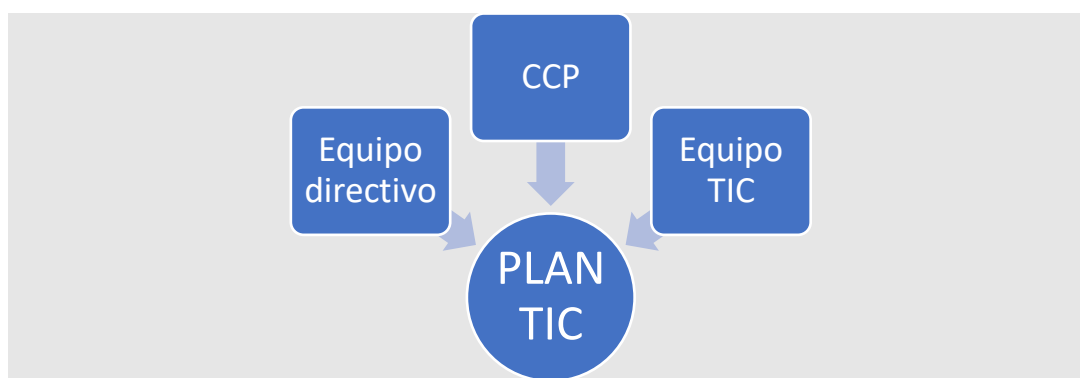 CCP
Equipo
directivo
Equipo
TIC
PLAN
TIC